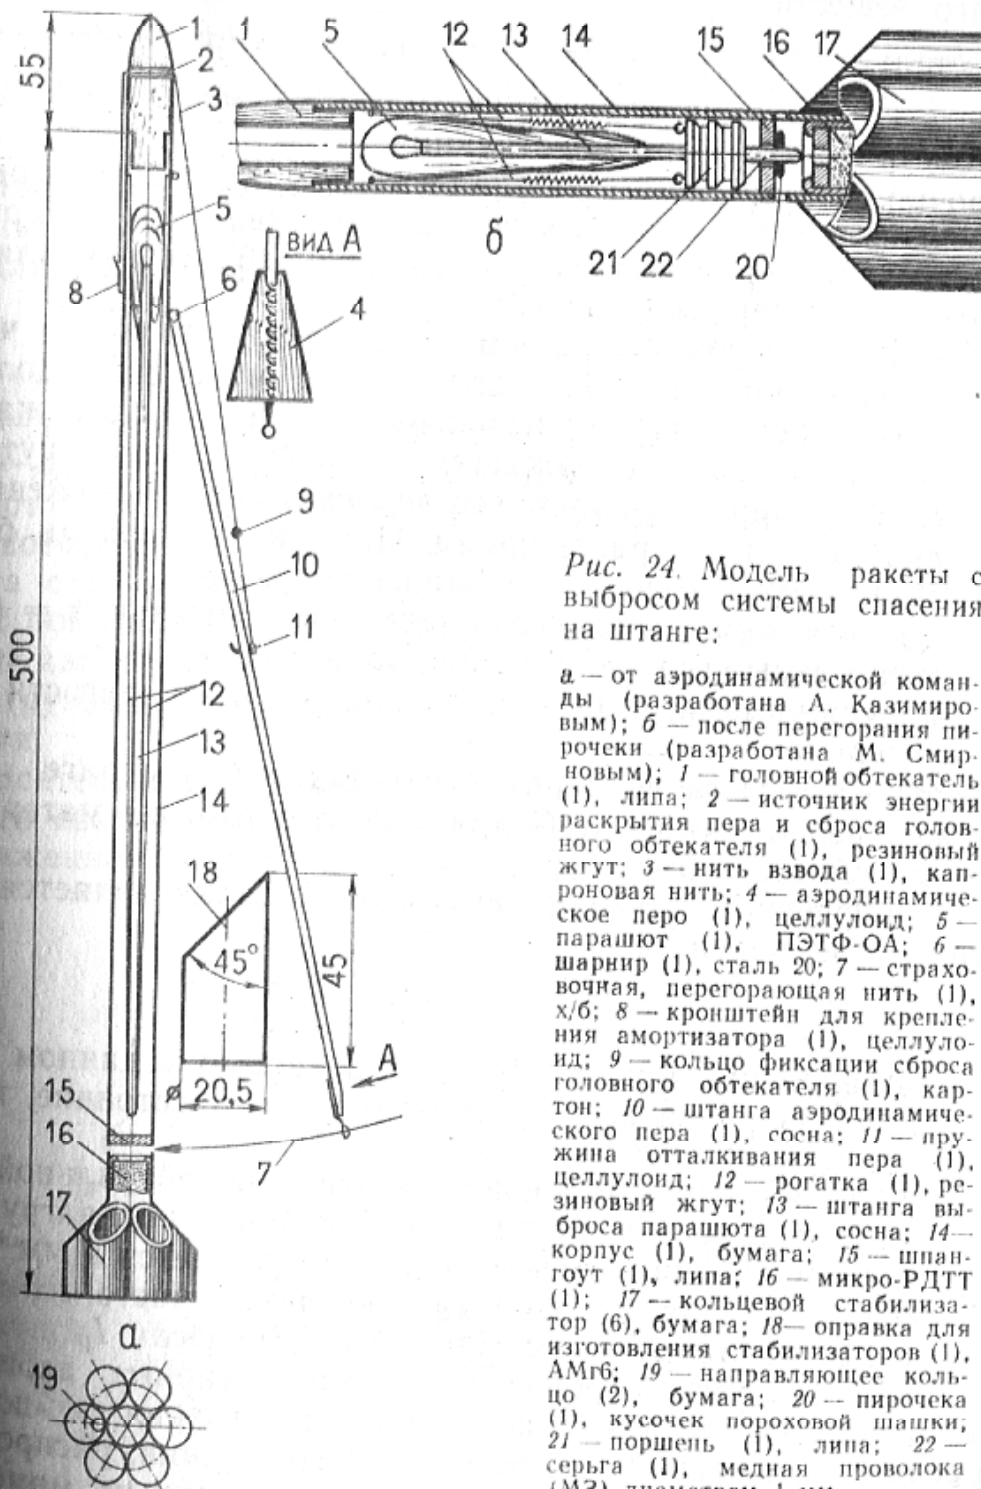 1
2
3
5
8
6
55
500
вид А
4
9
10
11
12
13
14
18
45°
45
⌀ 20,5
А
7
15
16
17
а
19
1
5
12
13
14
15
16
17
21
22
20
б
Рис. 24. Модель ракеты с
выбросом системы спасения
на штанге:
а — от аэродинамической коман-
ды (разработана А. Казимиро-
вым); б — после перегорания пи-
рочеки (разработана М. Смир-
новым); 1 — головной обтекатель
(1), липа; 2 — источник энергии
раскрытия пера и сброса голов-
ного обтекателя (1), резиновый
жгут; 3 — нить взвода (1), кап-
роновая нить; 4 — аэродинамиче-
ское перо (1), целлулоид; 5 —
парашют (1), ПЭТФ-ОА; 6 —
шарнир (1), сталь 20; 7 — страхо-
вочная, перегорающая нить (1),
х/б; 8 — кронштейн для крепле-
ния амортизатора (1), целлуло-
ид; 9 — кольцо фиксации сброса
головного обтекателя (1), кар-
тон; 10 — штанга аэродинамиче-
ского пера (1), сосна; 11 — пру-
жина отталкивания пера (1),
целлулоид; 12 — рогатка (1), ре-
зиновый жгут; 13 — штанга вы-
броса парашюта (1), сосна; 14—
корпус (1), бумага; 15 — шпан-
гоут (1), липа; 16 — микро-РДТТ
(1); 17 — кольцевой стабилиза-
тор (6), бумага; 18— оправка для
изготовления стабилизаторов (1),
АМг6; 19 — направляющее коль-
цо (2), бумага; 20 — пирочека
(1), кусочек пороховой шашки;
21 — поршень (1), липа; 22 —
серьга (1), медная проволока